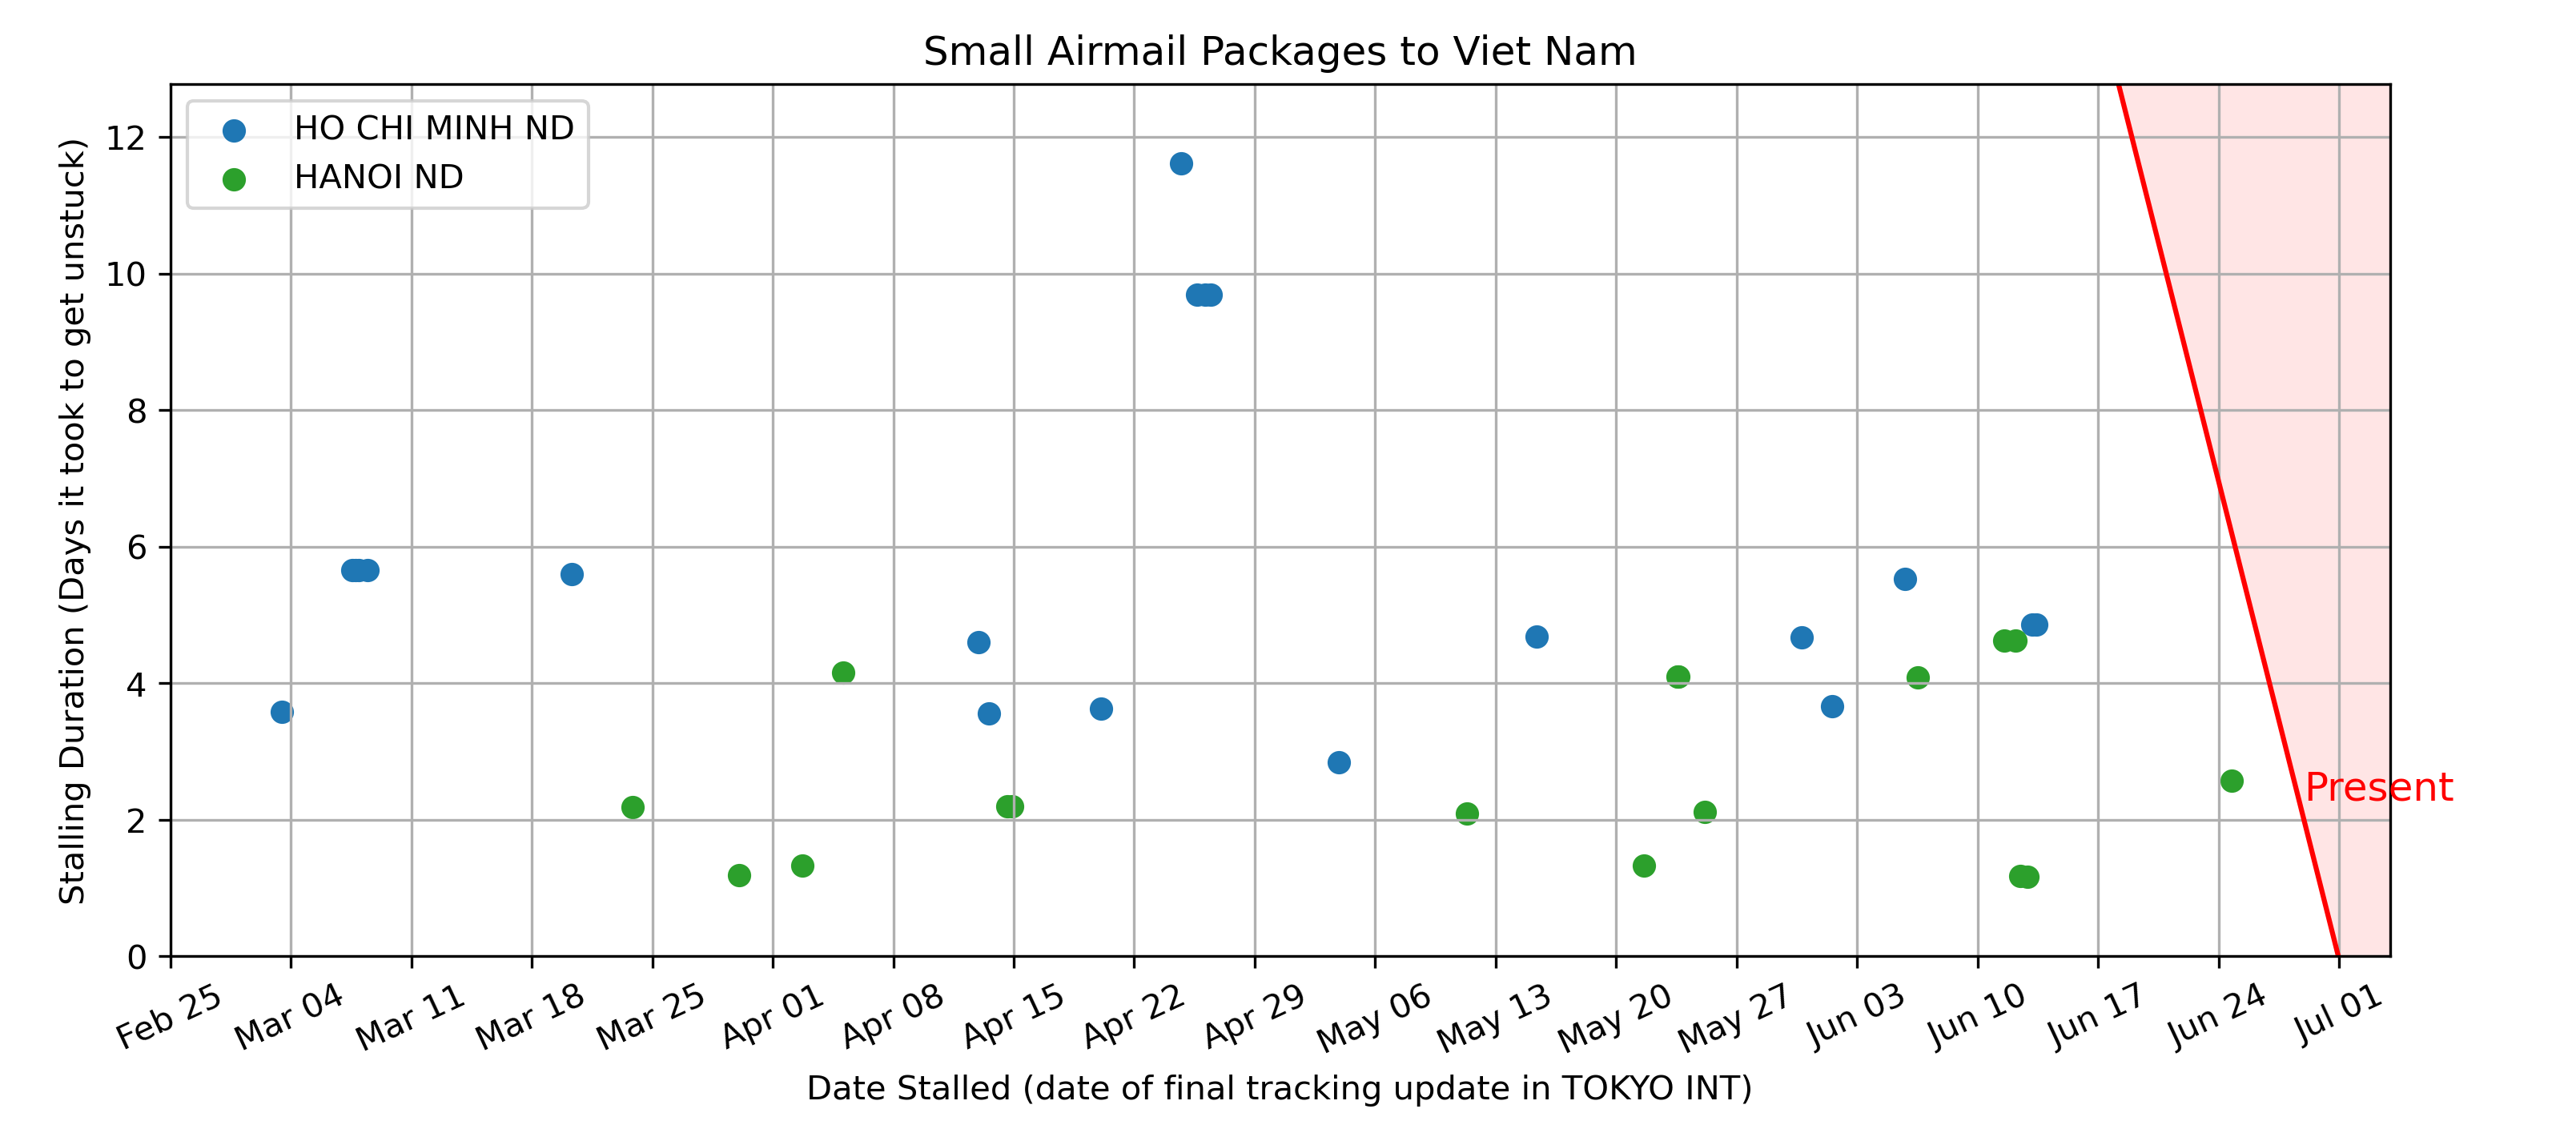 Small Airmail Packages to Viet Nam
HO CHI MINH ND
HANOI ND
Stalling Duration (Days it took to get unstuck)
12
10
8
6
4
2
0
Present
Feb 25
Mar 04
Mar 11
Mar 18
Mar 25
Apr 01
Apr 08
Apr 15
Apr 22
Apr 29
May 06
May 13
May 20
May 27
Jun 03
Jun 10
Jun 17
Jun 24
Jul 01
Date Stalled (date of final tracking update in TOKYO INT)